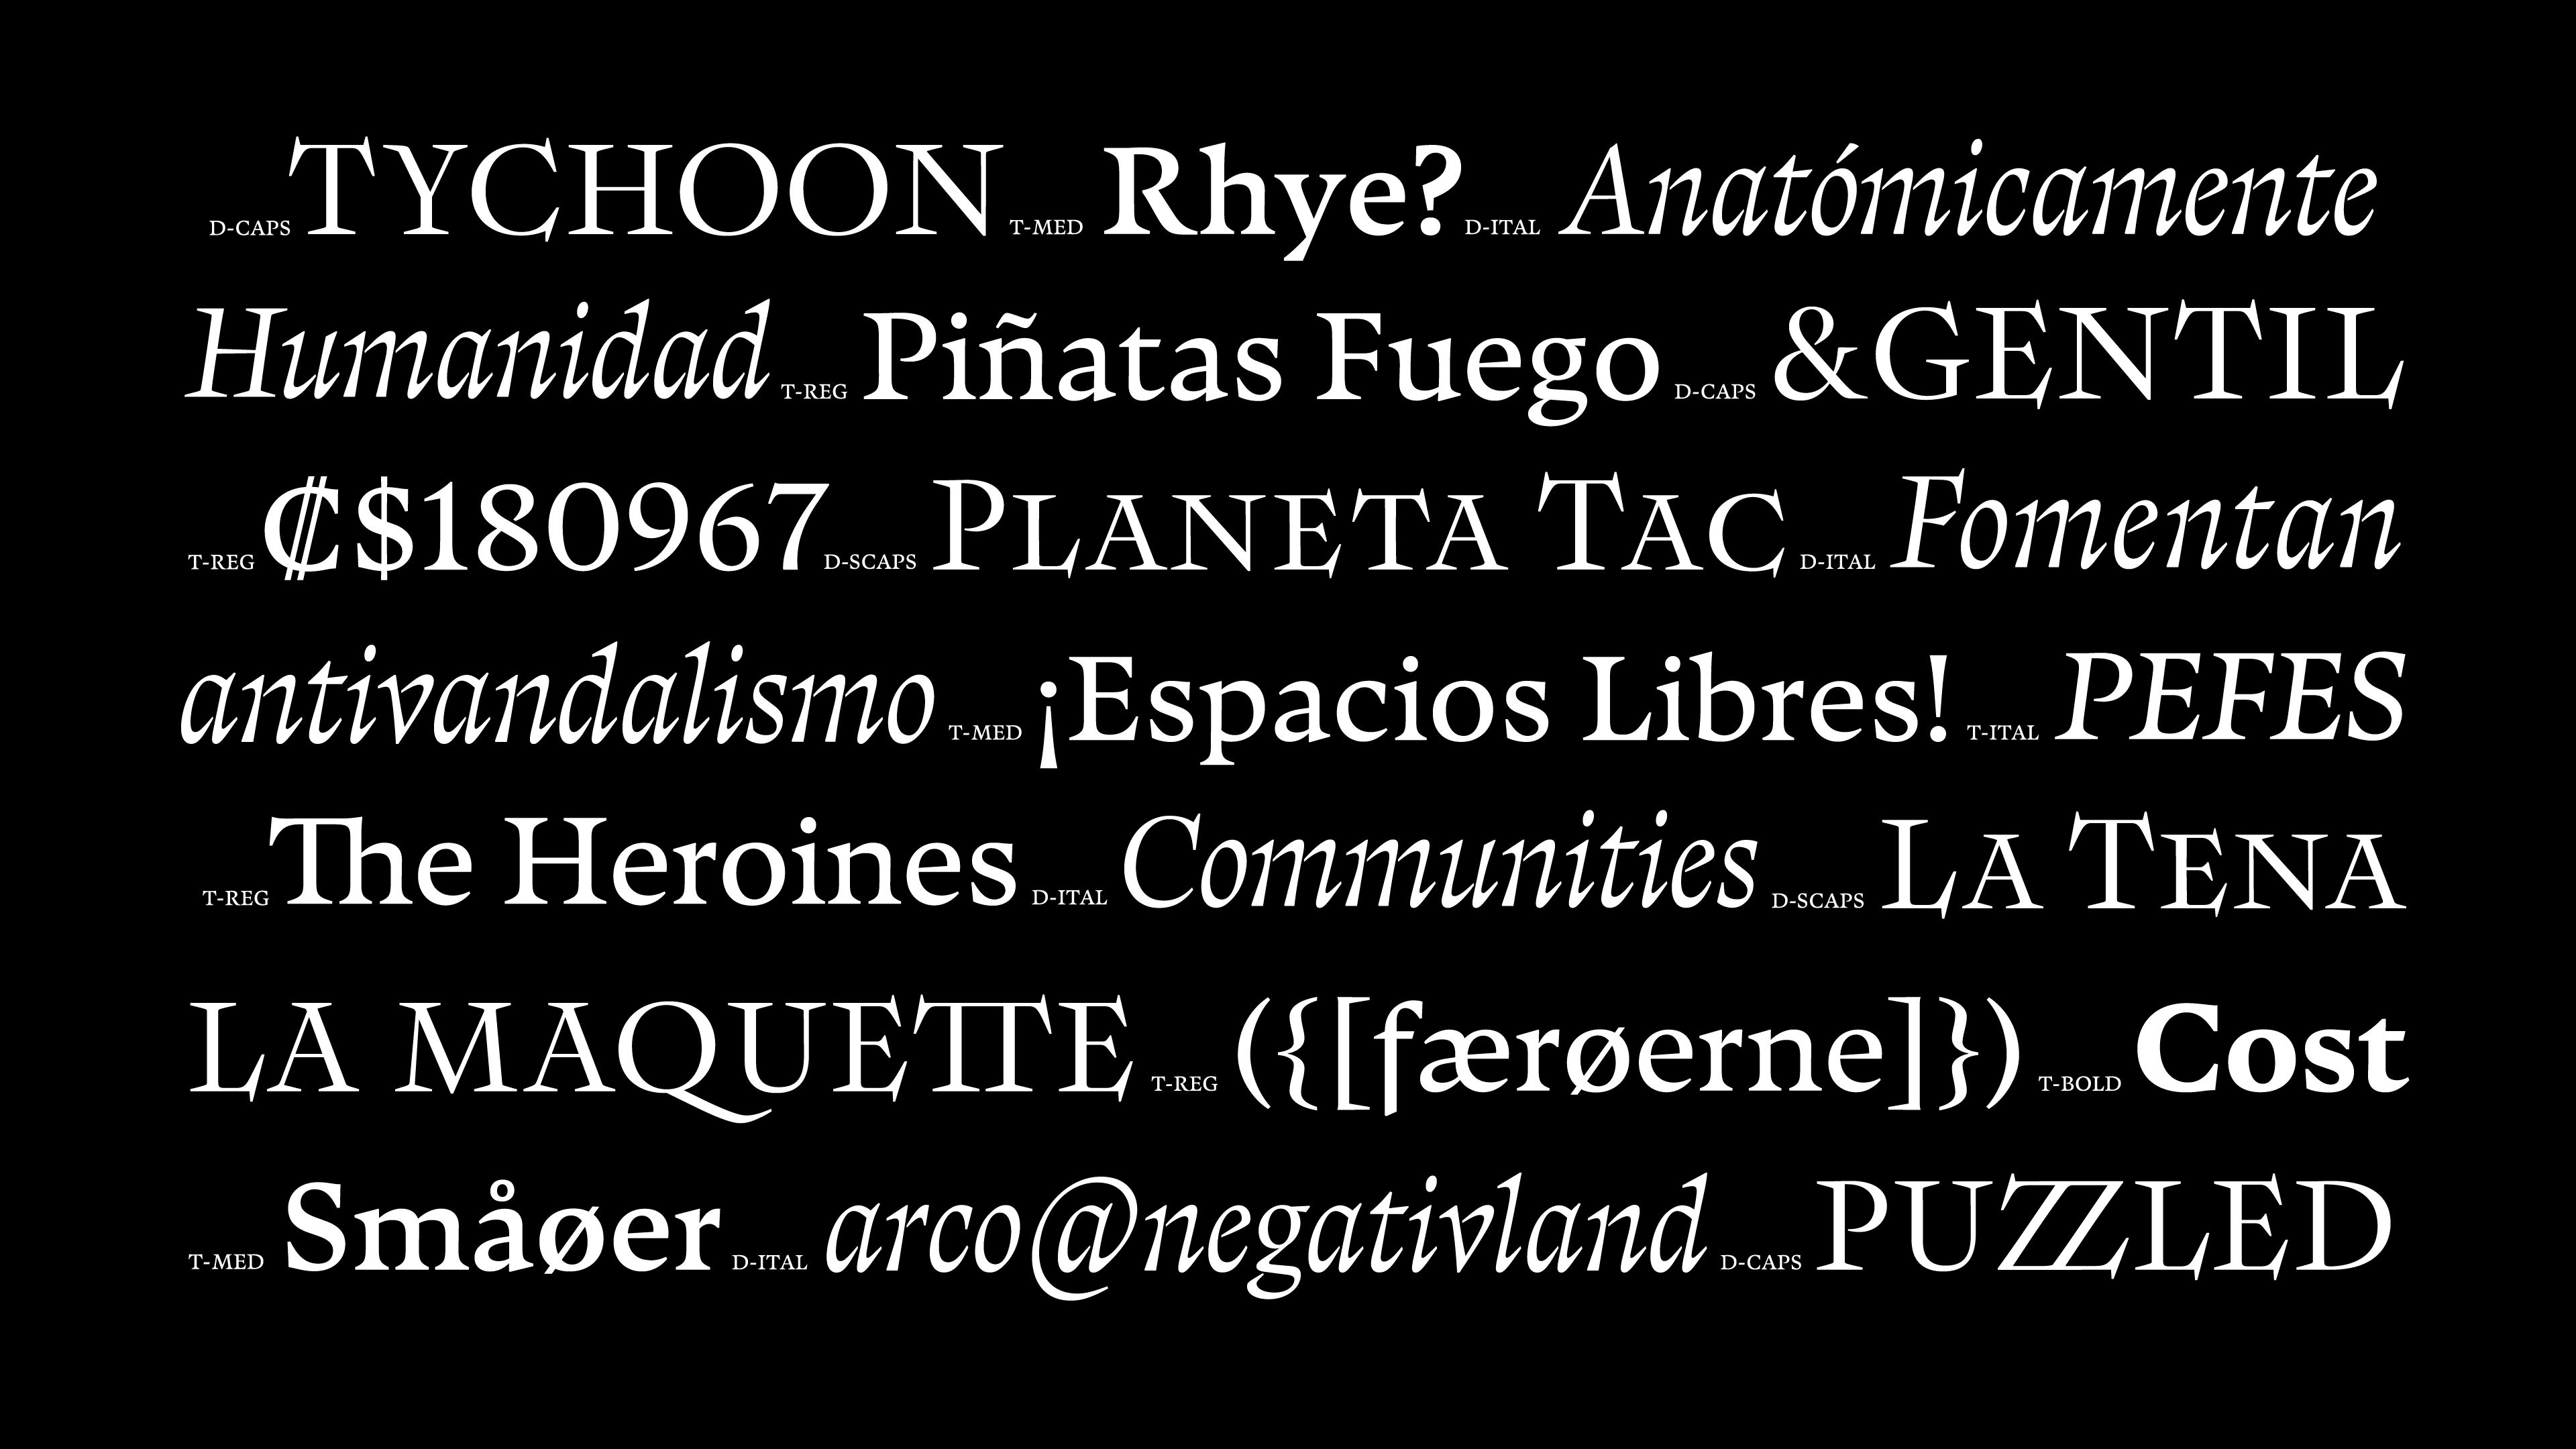 D-CAPS TYCHOON T-MED Rhye? D-ITAL Anatómicamente
Humanidad T-REG Piñatas Fuego D-CAPS &GENTIL
T-REG ₡$180967 D-SCAPS PLANETA TAC D-ITAL Fomentan
antivandalismo T-MED ¡Espacios Libres! T-ITAL PEFES
T-REG The Heroines D-ITAL Communities D-SCAPS LA TENA
LA MAQUETTE T-REG ({[færøerne]}) T-BOLD Cost
T-MED Småøer D-ITAL arco@negativland D-CAPS PUZZLED